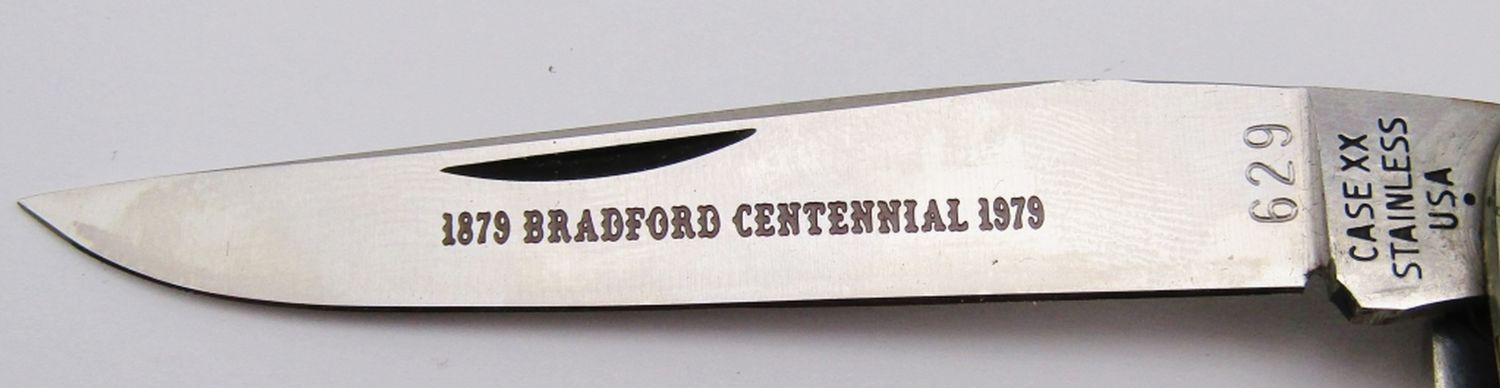 1879 BRADFORD CENTENNIAL 1979
629
CASE XX
STAINLESS
USA